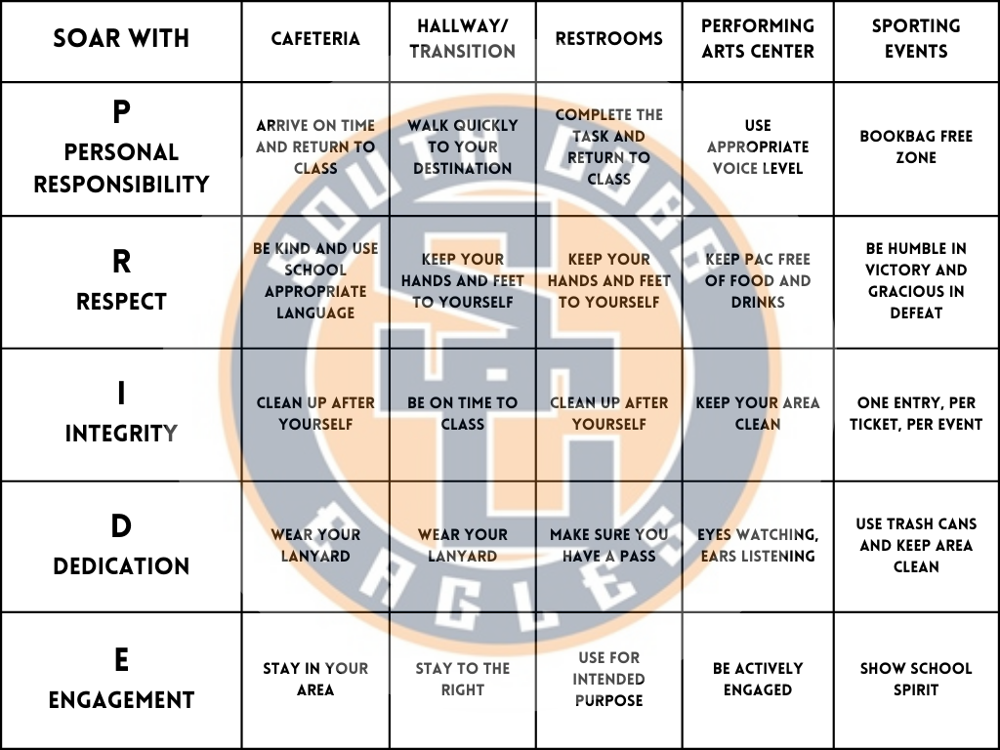 SOAR WITH
CAFETERIA
HALLWAY/
TRANSITION
RESTROOMS
PERFORMING
ARTS CENTER
SPORTING
EVENTS
P
PERSONAL
RESPONSIBILITY
ARRIVE ON TIME
AND RETURN TO
CLASS
WALK QUICKLY
TO YOUR
DESTINATION
COMPLETE THE
TASK AND
RETURN TO
CLASS
USE
APPROPRIATE
VOICE LEVEL
BOOKBAG FREE
ZONE
R
RESPECT
BE KIND AND USE
SCHOOL
APPROPRIATE
LANGUAGE
KEEP YOUR
HANDS AND FEET
TO YOURSELF
KEEP YOUR
HANDS AND FEET
TO YOURSELF
KEEP PAC FREE
OF FOOD AND
DRINKS
BE HUMBLE IN
VICTORY AND
GRACIOUS IN
DEFEAT
I
INTEGRITY
CLEAN UP AFTER
YOURSELF
BE ON TIME TO
CLASS
CLEAN UP AFTER
YOURSELF
KEEP YOUR AREA
CLEAN
ONE ENTRY, PER
TICKET, PER EVENT
D
DEDICATION
WEAR YOUR
LANYARD
WEAR YOUR
LANYARD
MAKE SURE YOU
HAVE A PASS
EYES WATCHING,
EARS LISTENING
USE TRASH CANS
AND KEEP AREA
CLEAN
E
ENGAGEMENT
STAY IN YOUR
AREA
STAY TO THE
RIGHT
USE FOR
INTENDED
PURPOSE
BE ACTIVELY
ENGAGED
SHOW SCHOOL
SPIRIT
SOUTH COBB
SC
EAGLES